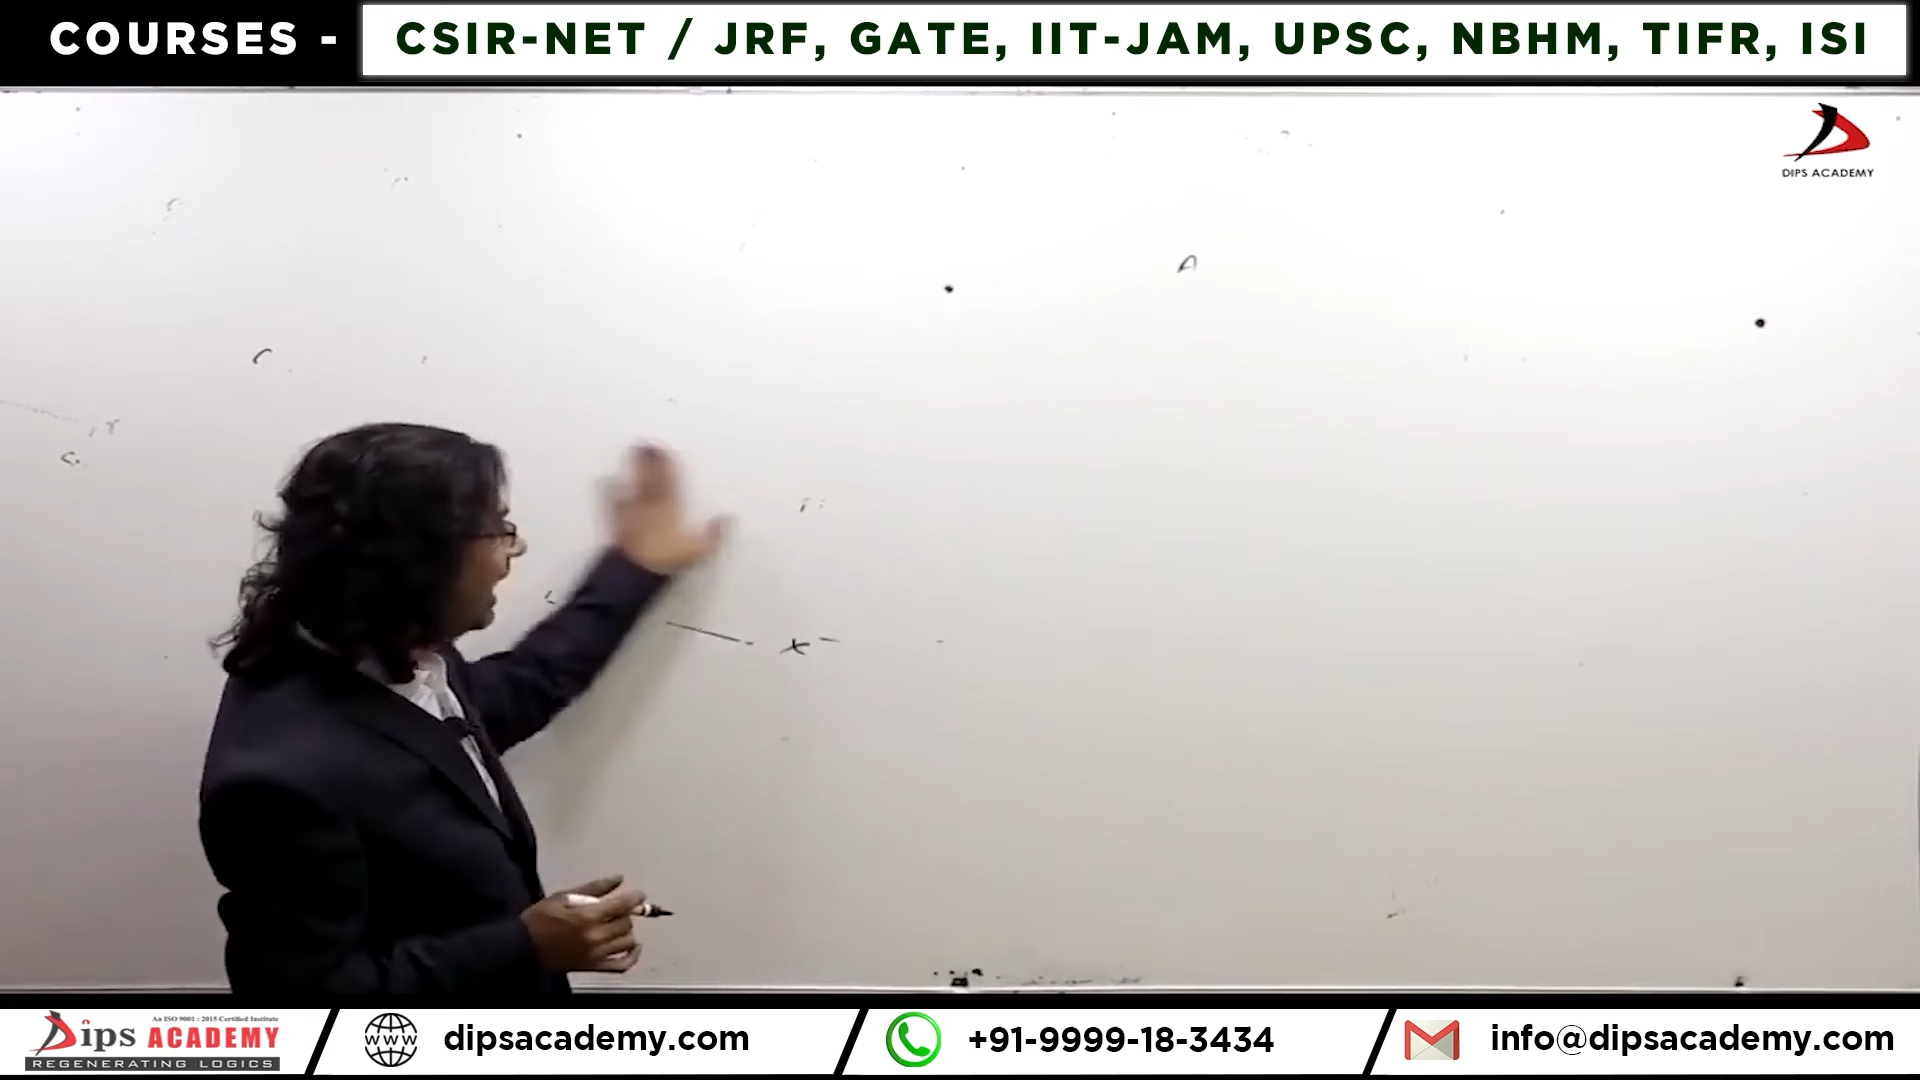 COURSES - CSIR-NET / JRF, GATE, IIT-JAM, UPSC, NBHM, TIFR, ISI
DIPS ACADEMY
A
x
An ISO 9001 : 2015 Certified Institute
Dips ACADEMY
REGENERATING LOGICS
WWW
dipsacademy.com
+91-9999-18-3434
info@dipsacademy.com